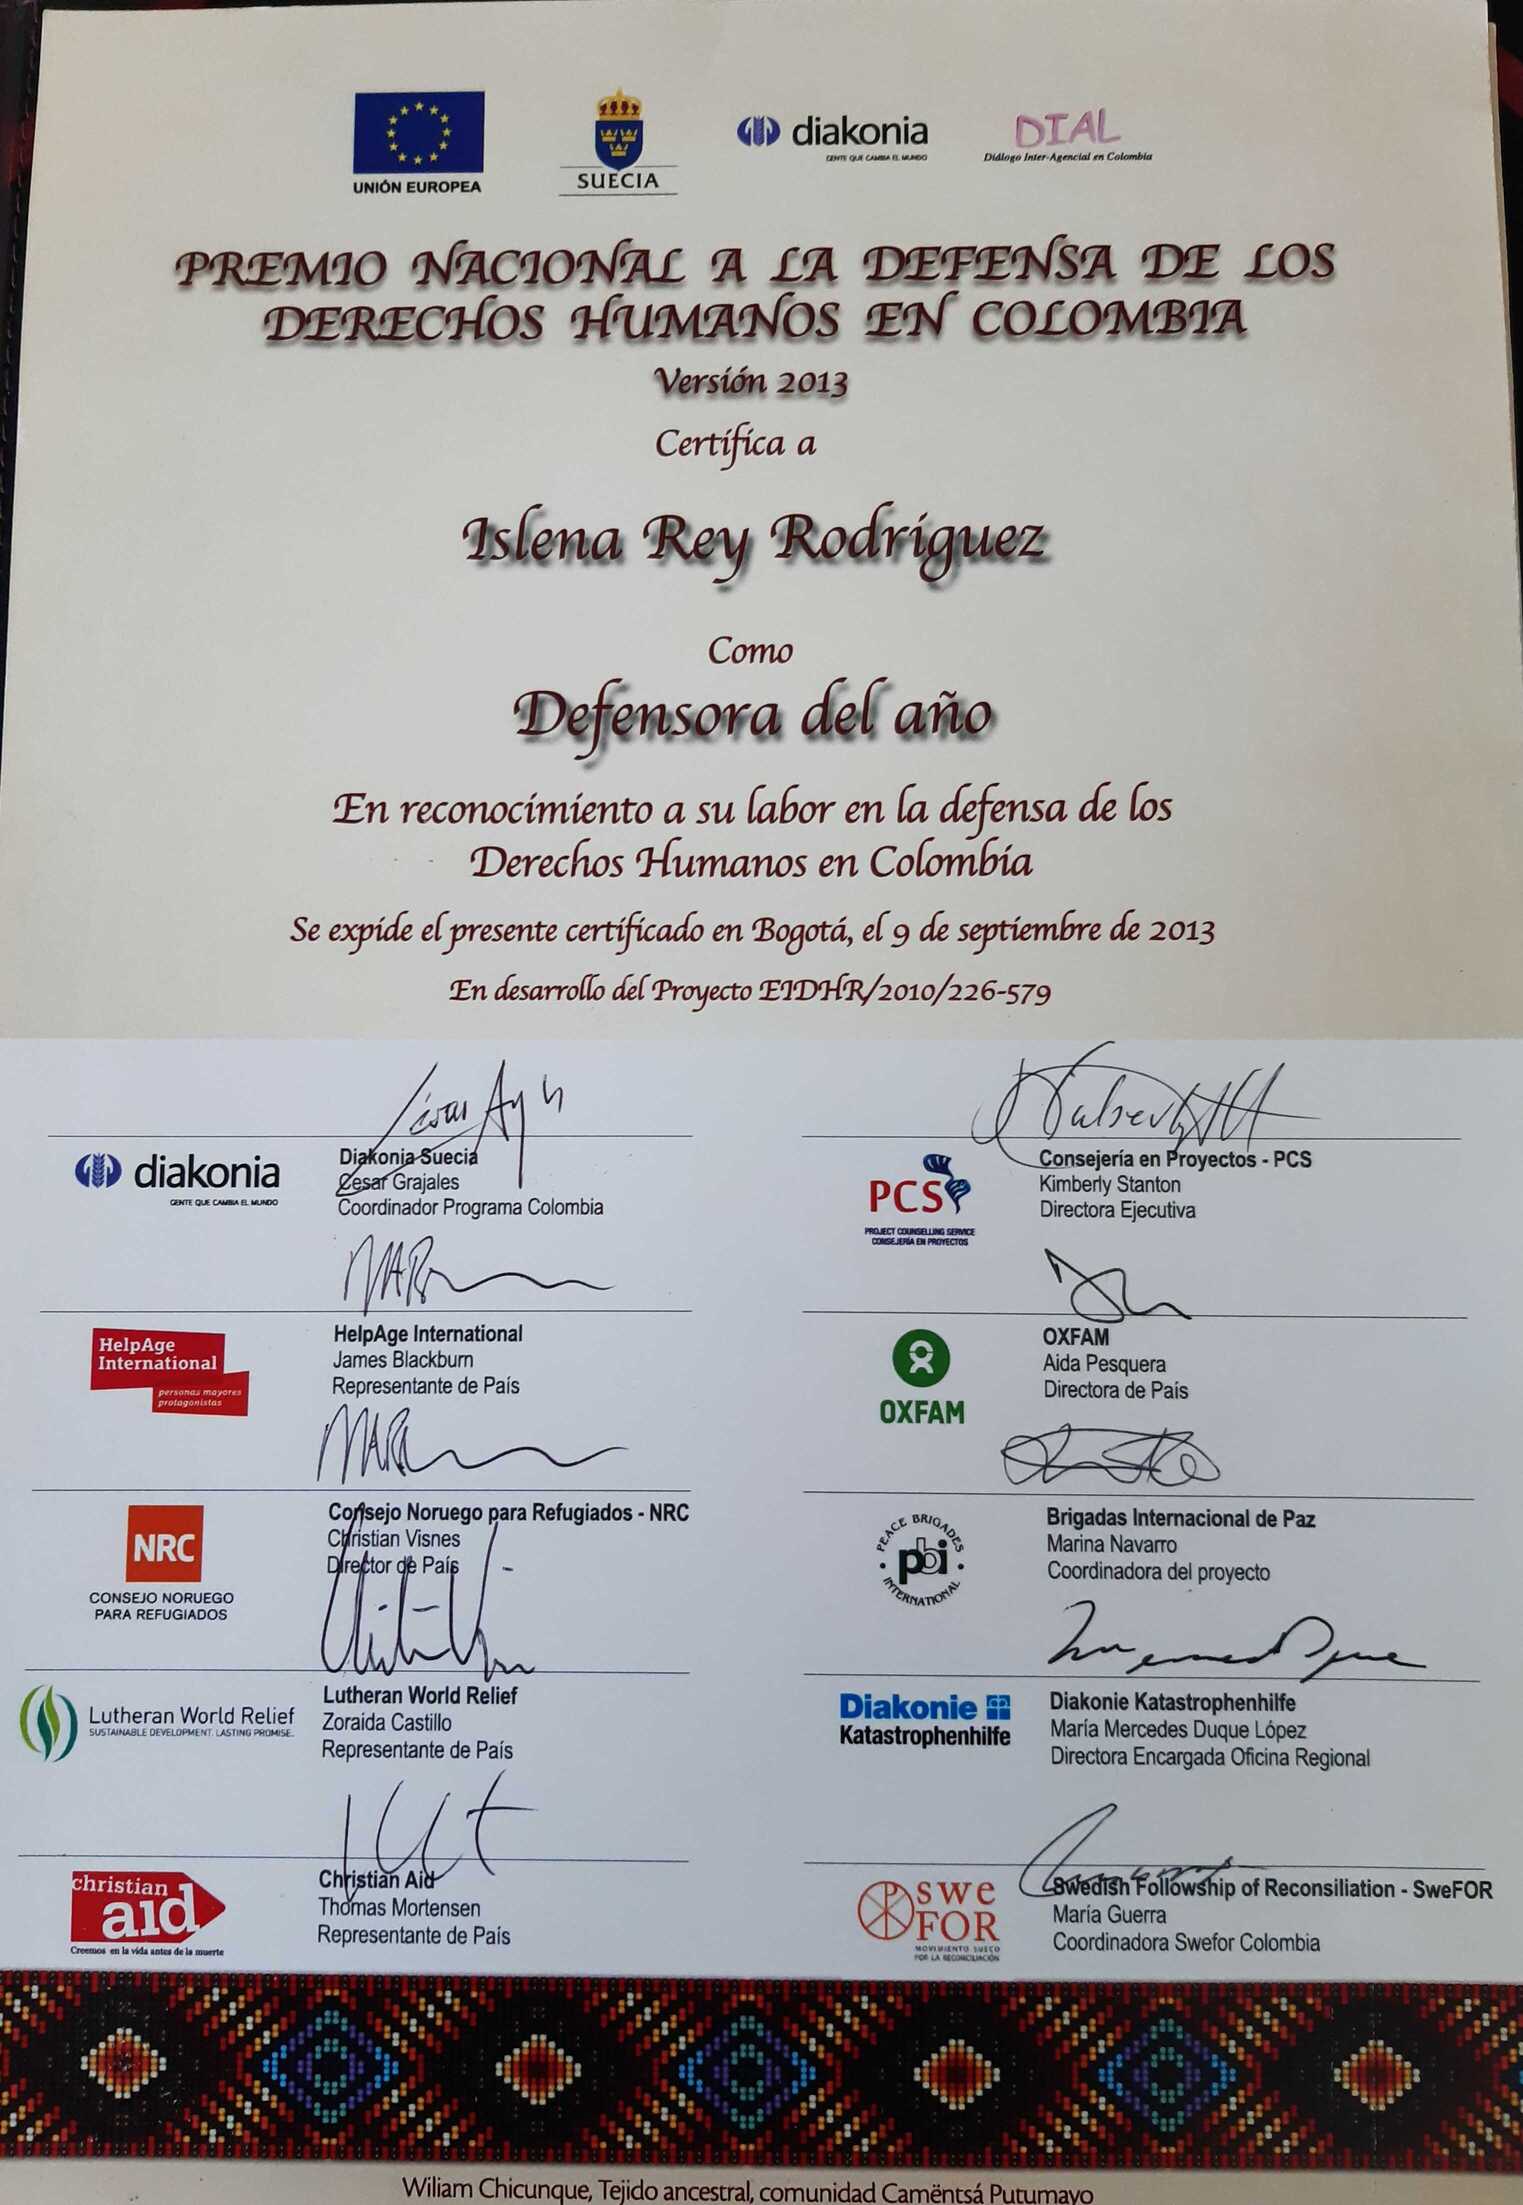 UNIÓN EUROPEA
SUECIA
diakonia
GENTE QUE CAMBIA EL MUNDO
DIAL
Diálogo Inter-Agencial en Colombia
PREMIO NACIONAL A LA DEFENSA DE LOS
DERECHOS HUMANOS EN COLOMBIA
Versión 2013
Certifica a
Islena Rey Rodríguez
Como
Defensora del año
En reconocimiento a su labor en la defensa de los
Derechos Humanos en Colombia
Se expide el presente certificado en Bogotá, el 9 de septiembre de 2013
En desarrollo del Proyecto EIDHR/2010/226-579
diakonia
GENTE QUE CAMBIA EL MUNDO
Diakonia Suecia
Cesar Grajales
Coordinador Programa Colombia
PCS
PROJECT COUNSELLING SERVICE
CONSEJERÍA EN PROYECTOS
Consejería en Proyectos - PCS
Kimberly Stanton
Directora Ejecutiva
HelpAge
International
personas mayores
protagonistas
HelpAge International
James Blackburn
Representante de País
OXFAM
OXFAM
Aida Pesquera
Directora de País
NRC
CONSEJO NORUEGO
PARA REFUGIADOS
Consejo Noruego para Refugiados - NRC
Christian Visnes
Director de País
PEACE BRIGADES
pbi
INTERNATIONAL
Brigadas Internacional de Paz
Marina Navarro
Coordinadora del proyecto
Lutheran World Relief
SUSTAINABLE DEVELOPMENT. LASTING PROMISE.
Lutheran World Relief
Zoraida Castillo
Representante de País
Diakonie
Katastrophenhilfe
Diakonie Katastrophenhilfe
María Mercedes Duque López
Directora Encargada Oficina Regional
christian
aid
Creemos en la vida antes de la muerte
Christian Aid
Thomas Mortensen
Representante de País
swe
FOR
MOVIMIENTO SUECO
POR LA RECONCILIACIÓN
Swedish Fellowship of Reconsiliation - SweFOR
María Guerra
Coordinadora Swefor Colombia
Wiliam Chicunque, Tejido ancestral, comunidad Camëntsá Putumayo